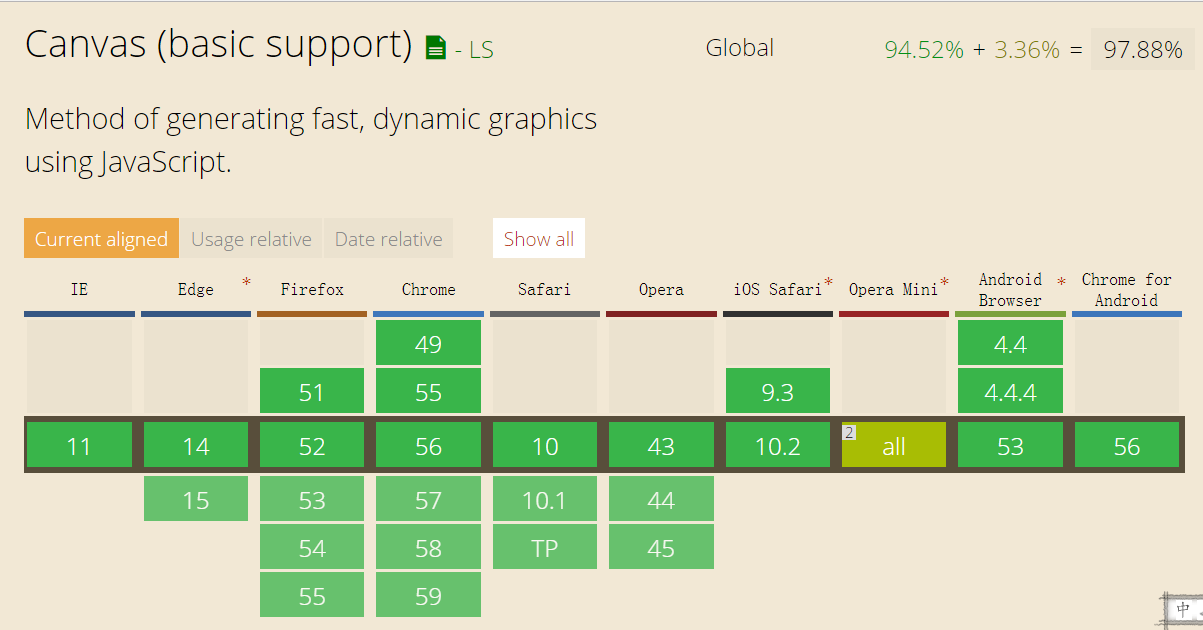 Canvas (basic support) - LS
Global 94.52% + 3.36% = 97.88%
Method of generating fast, dynamic graphics
using JavaScript.
Current aligned Usage relative Date relative Show all
IE Edge * Firefox Chrome Safari Opera iOS Safari* Opera Mini* Android Browser * Chrome for Android
49 4.4
51 55 9.3 4.4.4
11 14 52 56 10 43 10.2 2 all 53 56
15 53 57 10.1 44
54 58 TP 45
55 59
中